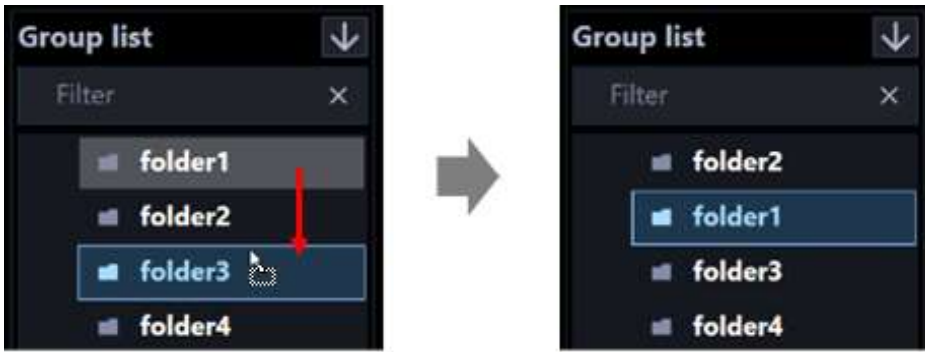 Group list
Filter
folder1
folder2
folder3
folder4
Group list
Filter
folder2
folder1
folder3
folder4